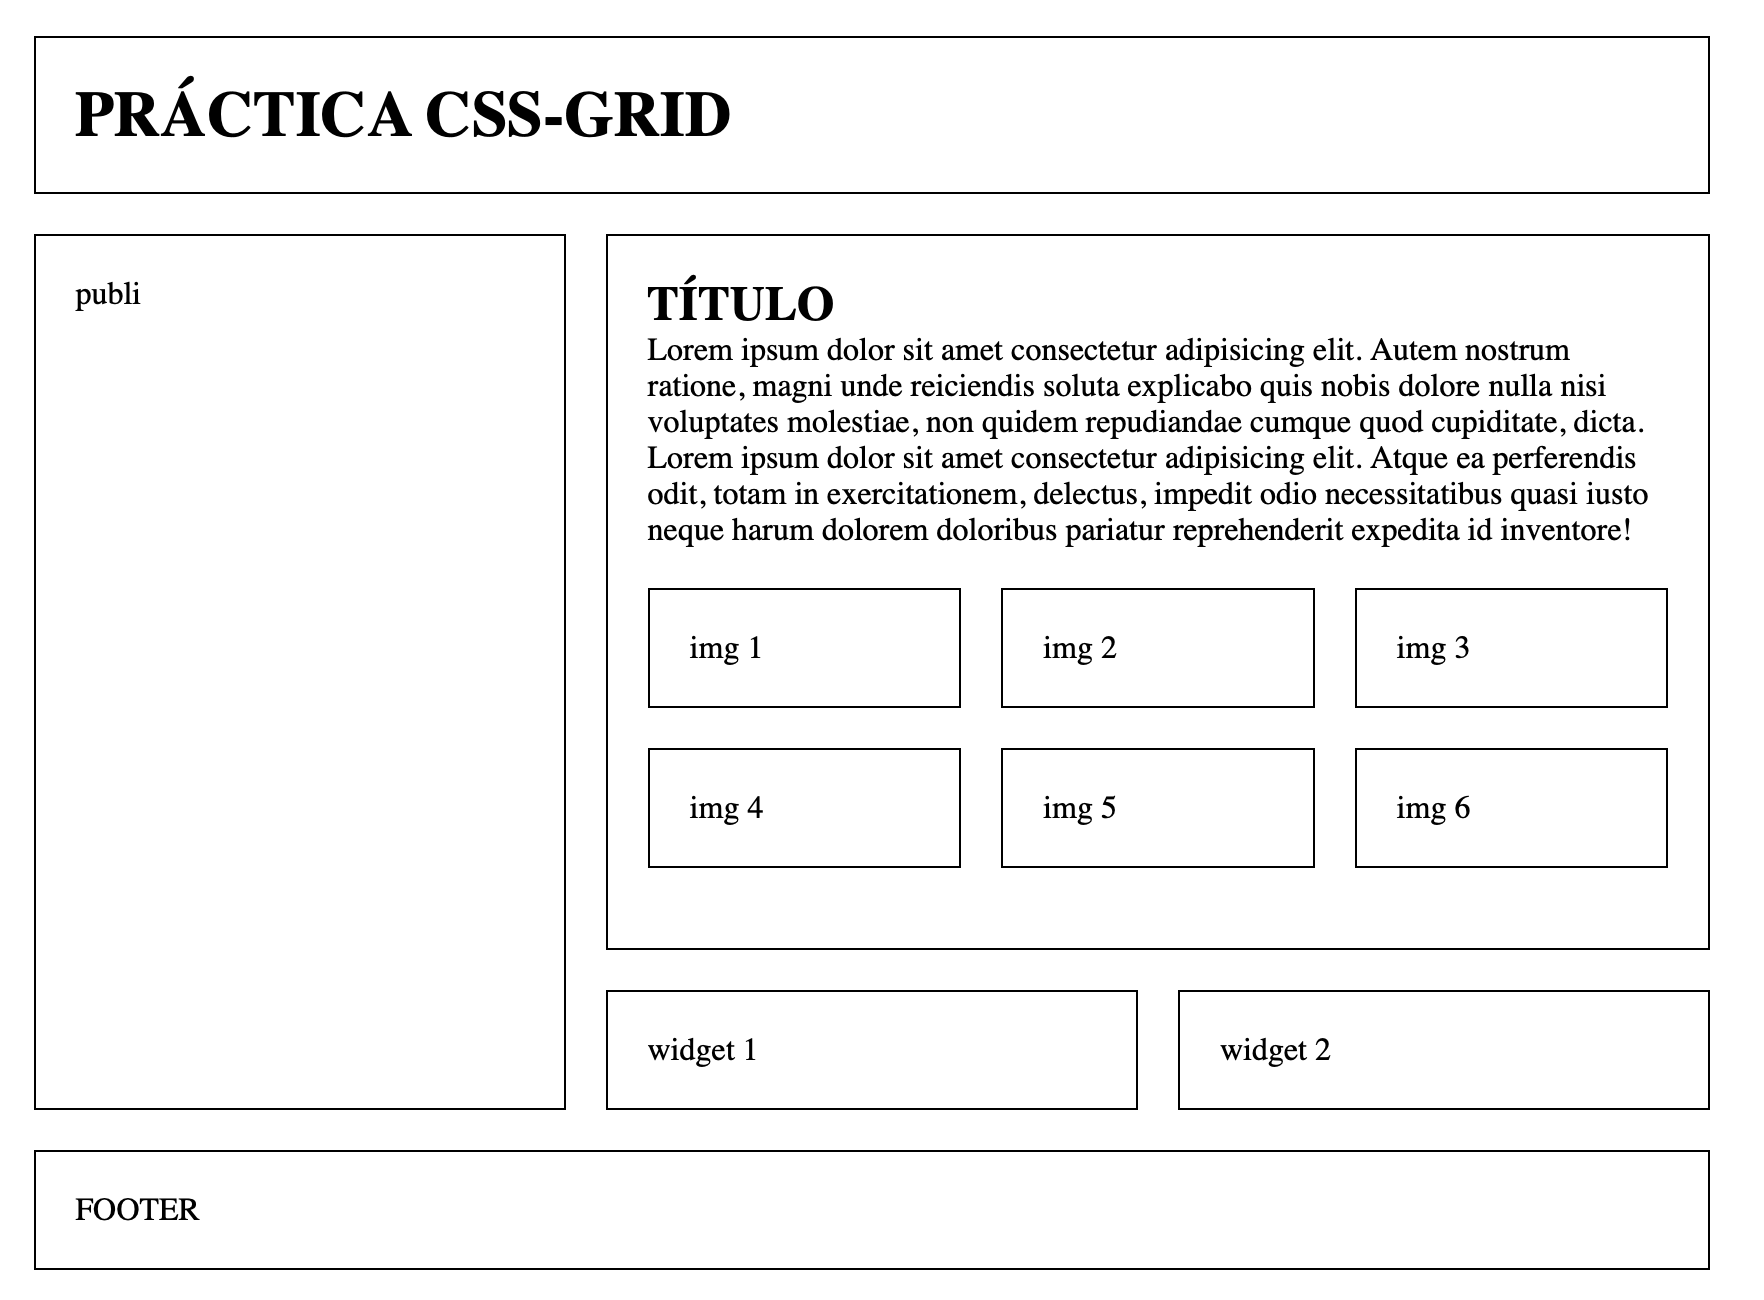 PRÁCTICA CSS-GRID
publi
TÍTULO
Lorem ipsum dolor sit amet consectetur adipisicing elit. Autem nostrum
ratione, magni unde reiciendis soluta explicabo quis nobis dolore nulla nisi
voluptates molestiae, non quidem repudiandae cumque quod cupiditate, dicta.
Lorem ipsum dolor sit amet consectetur adipisicing elit. Atque ea perferendis
odit, totam in exercitationem, delectus, impedit odio necessitatibus quasi iusto
neque harum dolorem doloribus pariatur reprehenderit expedita id inventore!
img 1
img 2
img 3
img 4
img 5
img 6
widget 1
widget 2
FOOTER